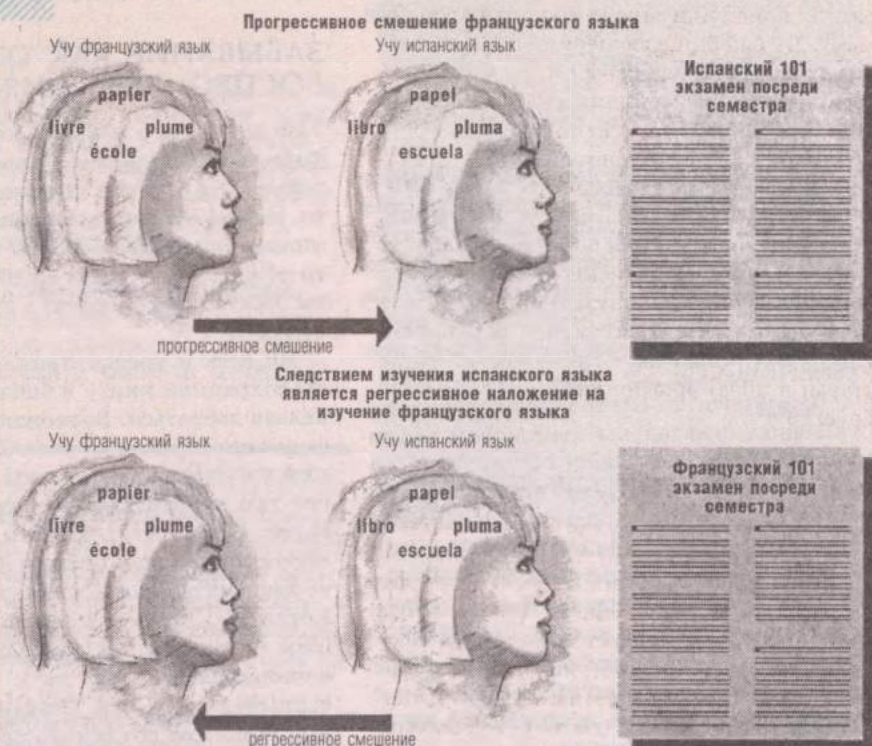 Прогрессивное смешение французского языка
Учу французский язык
Учу испанский язык
papier
livre
plume
école
papel
libro
pluma
escuela
Испанский 101
экзамен посреди
семестра
прогрессивное смешение
Следствием изучения испанского языка
является регрессивное наложение на
изучение французского языка
Учу французский язык
Учу испанский язык
papier
livre
plume
école
papel
libro
pluma
escuela
Французский 101
экзамен посреди
семестра
регрессивное смешение